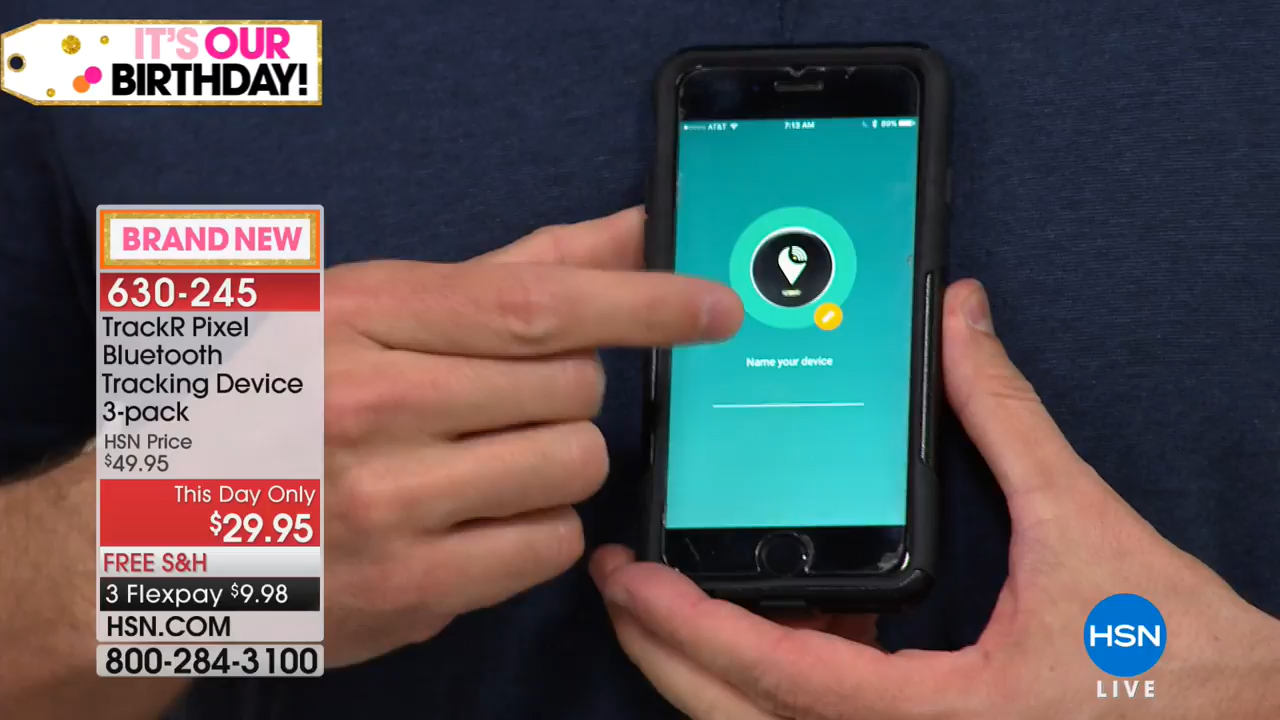 IT'S OUR
BIRTHDAY!
BRAND NEW
630-245
TrackR Pixel
Bluetooth
Tracking Device
3-pack
HSN Price
$49.95
This Day Only
$29.95
FREE S&H
3 Flexpay $9.98
HSN.COM
800-284-3100
AT&T 7:13 AM 89%
Name your device
HSN
LIVE